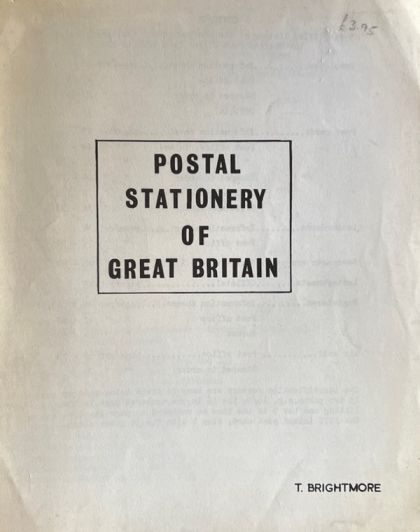 £3.95
POSTAL
STATIONERY
OF
GREAT BRITAIN
T. BRIGHTMORE